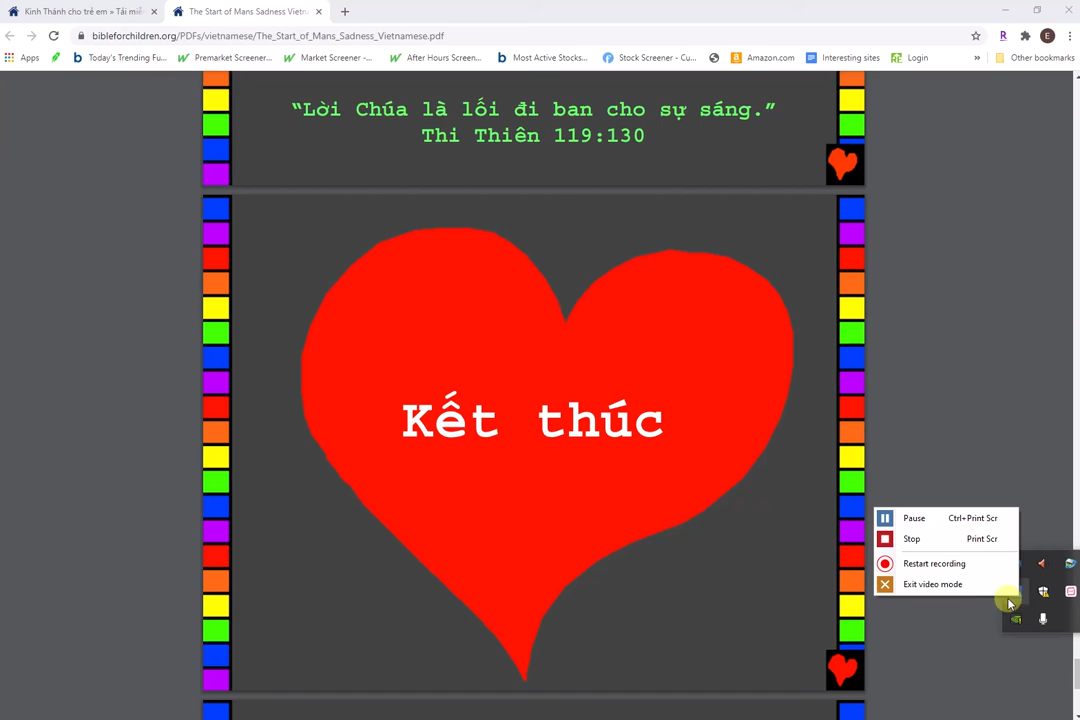 Kinh Thánh cho trẻ em » Tải miễ
The Start of Mans Sadness Vietn
bibleforchildren.org/PDFs/vietnamese/The_Start_of_Mans_Sadness_Vietnamese.pdf
R
E
Apps
Today's Trending Fu...
Premarket Screener...
Market Screener -...
After Hours Screen...
Most Active Stocks...
Stock Screener - Cu...
Amazon.com
Interesting sites
Login
»
Other bookmarks
“Lời Chúa là lối đi ban cho sự sáng.”
Thi Thiên 119:130
Kết thúc
Pause Ctrl+Print Scr
Stop Print Scr
Restart recording
Exit video mode